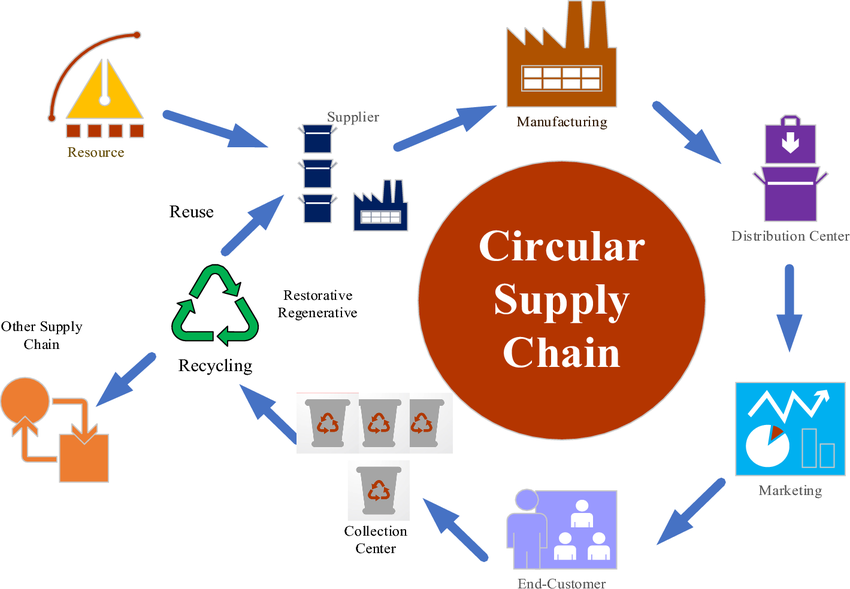 Resource
Supplier
Manufacturing
Distribution Center
Reuse
Circular
Supply
Chain
Restorative
Regenerative
Other Supply
Chain
Recycling
Marketing
Collection
Center
End-Customer